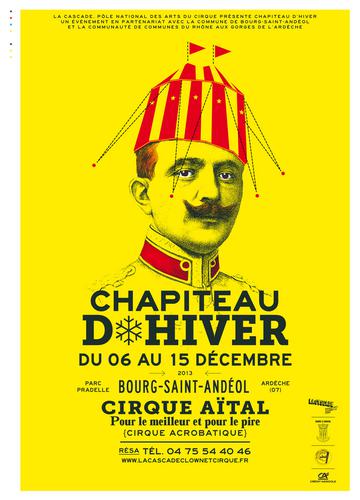 LA CASCADE, PÔLE NATIONAL DES ARTS DU CIRQUE PRÉSENTE CHAPITEAU D'HIVER
UN ÉVÉNEMENT EN PARTENARIAT AVEC LA COMMUNE DE BOURG-SAINT-ANDÉOL
ET LA COMMUNAUTÉ DE COMMUNES DU RHÔNE AUX GORGES DE L'ARDÈCHE
CHAPITEAU
D'HIVER
DU 06 AU 15 DÉCEMBRE
2013
PARC
PRADELLE
BOURG-SAINT-ANDÉOL
ARDÈCHE
(07)
CIRQUE AÏTAL
Pour le meilleur et pour le pire
{CIRQUE ACROBATIQUE}
RÉSA TÉL. 04 75 54 40 46
WWW.LACASCADECLOWNETCIRQUE.FR